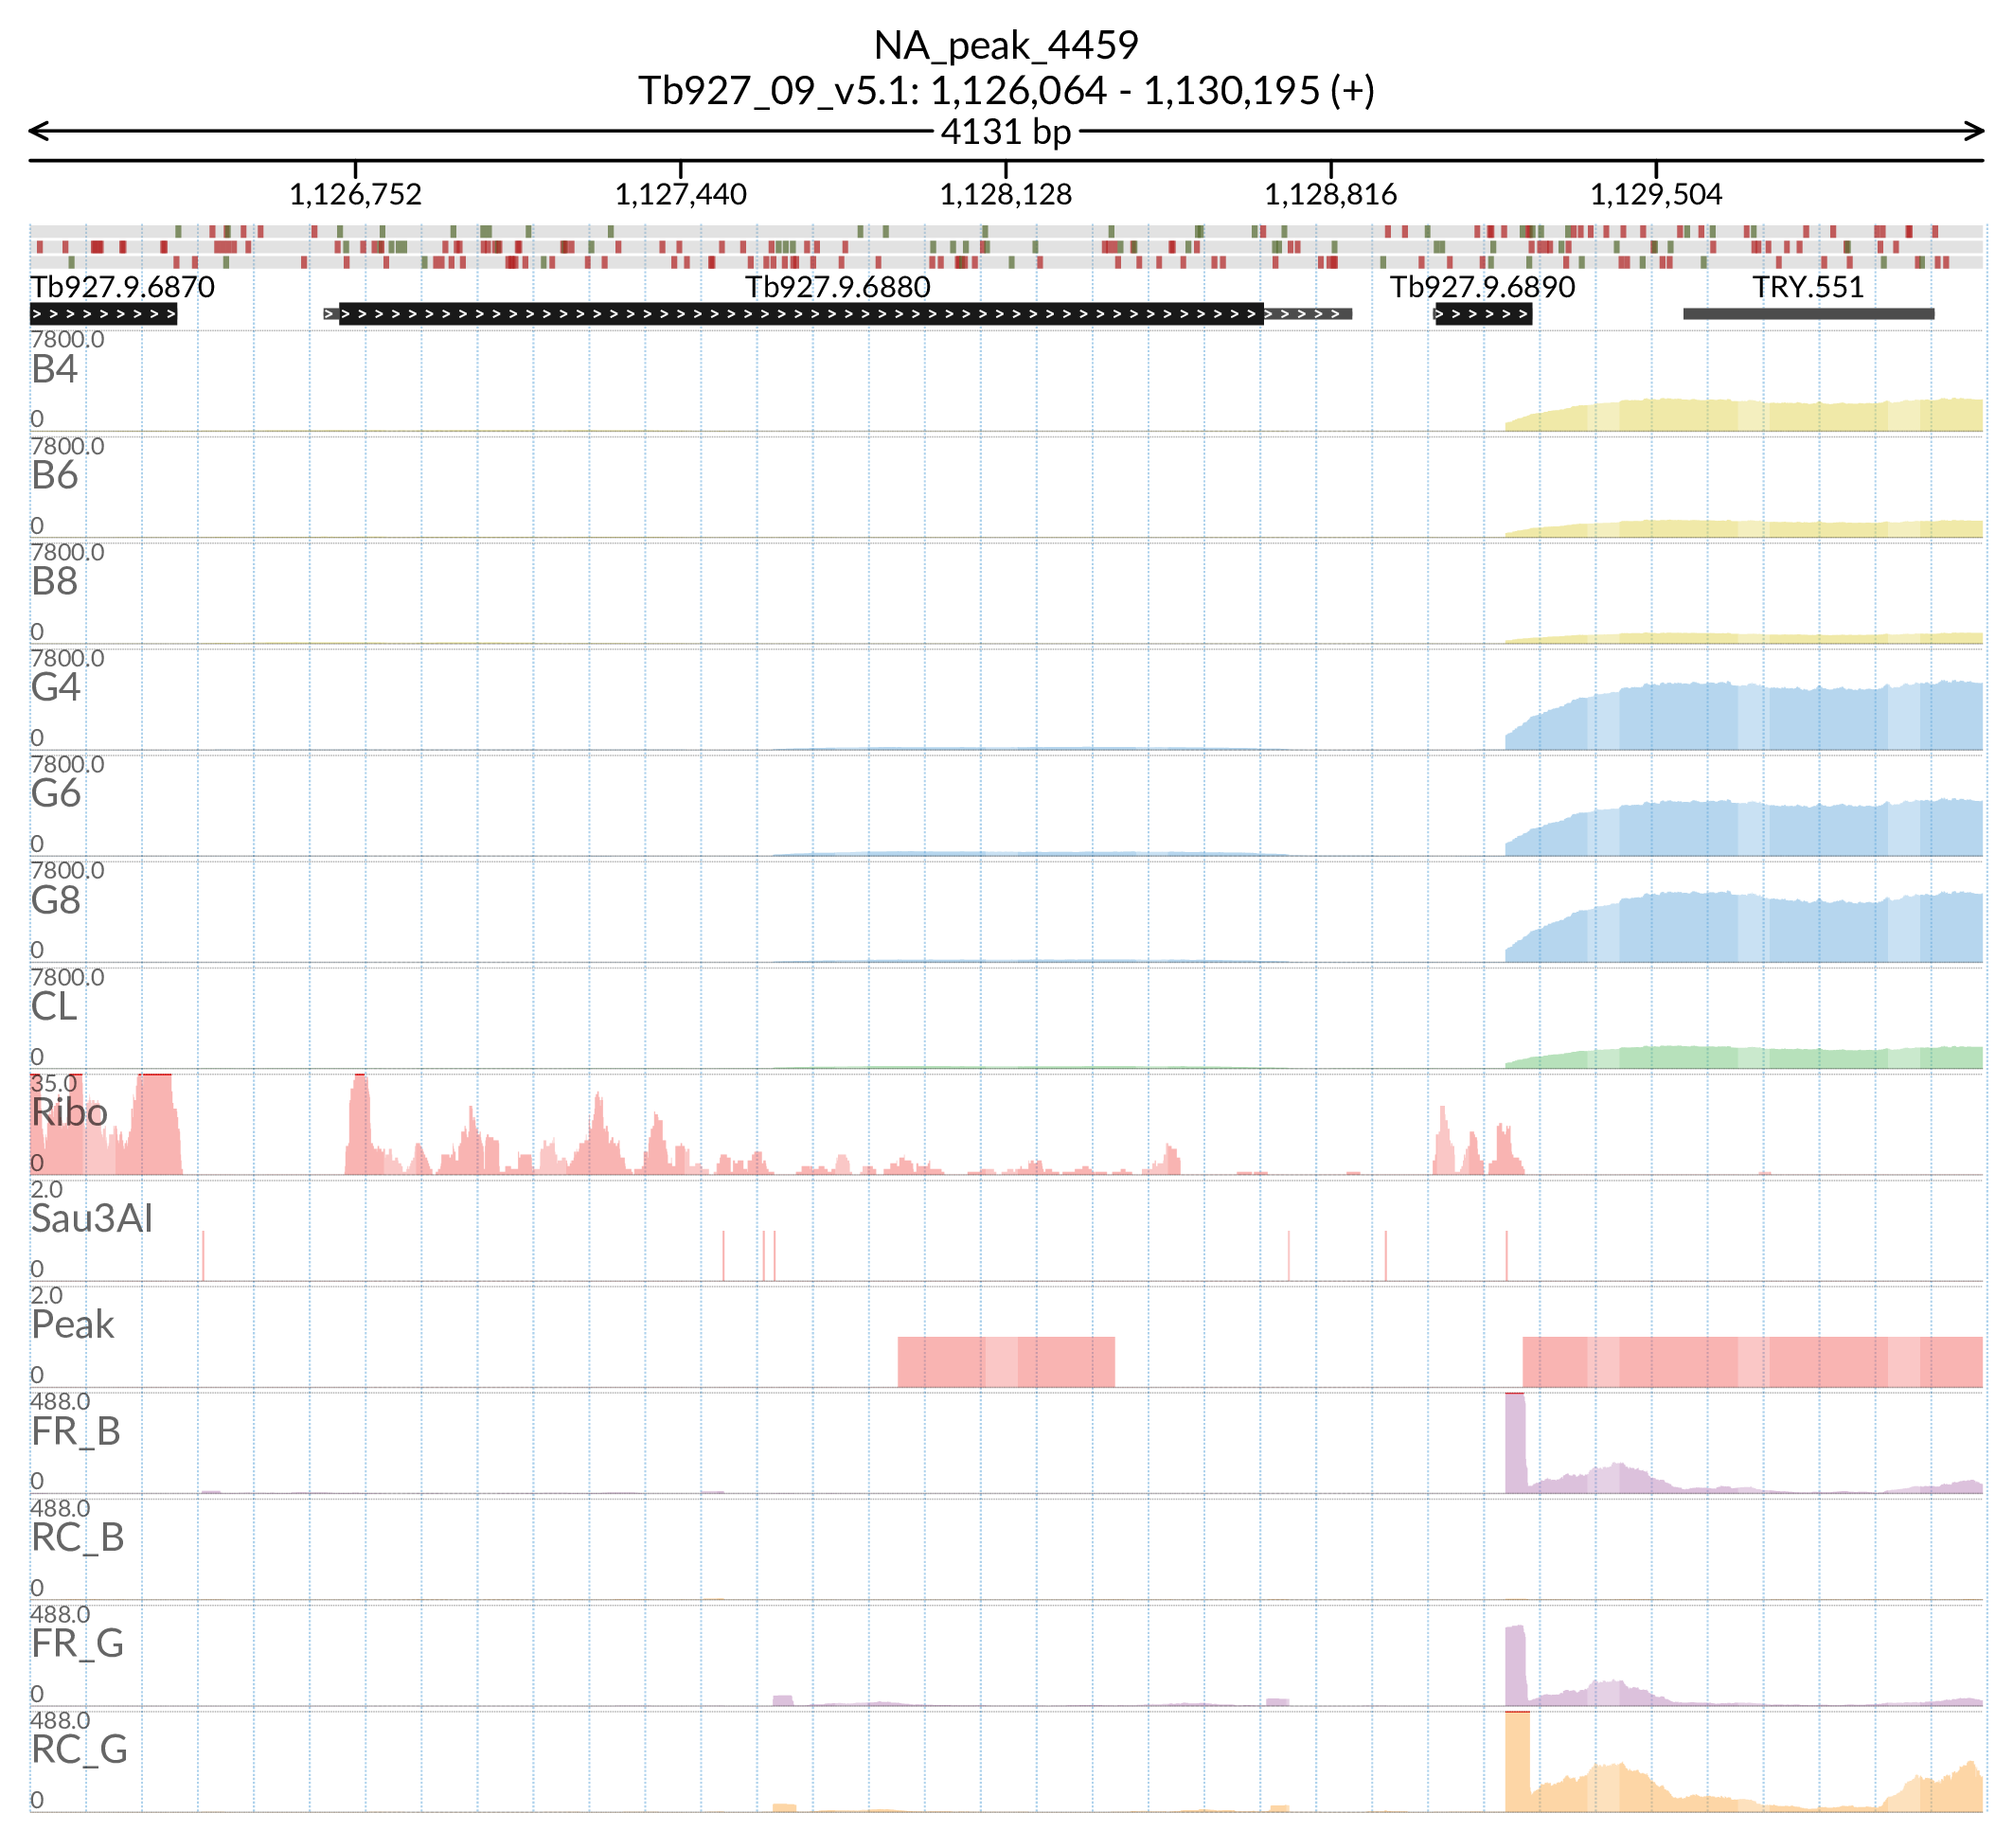 NA_peak_4459
Tb927_09_v5.1: 1,126,064 - 1,130,195 (+)
4131 bp
1,126,752 1,127,440 1,128,128 1,128,816 1,129,504
Tb927.9.6870 Tb927.9.6880 Tb927.9.6890 TRY.551
7800.0
B4
0
7800.0
B6
0
7800.0
B8
0
7800.0
G4
0
7800.0
G6
0
7800.0
G8
0
7800.0
CL
0
35.0
Ribo
0
2.0
Sau3AI
0
2.0
Peak
0
488.0
FR_B
0
488.0
RC_B
0
488.0
FR_G
0
488.0
RC_G
0